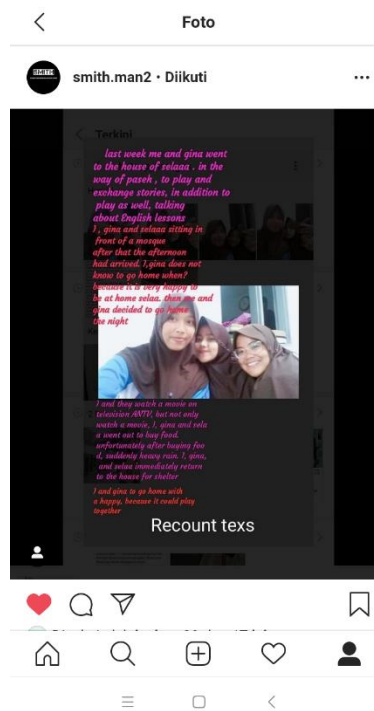 Foto
SMITH
smith.man2 • Diikuti
Terkini
last week me and gina went
to the house of selaaa . in the
way of paseh , to play and
exchange stories, in addition to
play as well, talking
about English lessons
I , gina and selaaa sitting in
front of a mosque
after that the afternoon
had arrived. I,gina does not
know to go home when?
because it is very happy to
be at home selaa. then me and
gina decided to go home
the night
I and they watch a movie on
television ANTV, but not only
watch a movie, I, gina and sela
a went out to buy food.
unfortunately after buying foo
d, suddenly heavy rain. I, gina,
and selaa immediately return
to the house for shelter
I and gina to go home with
a happy, because it could play
together
Recount texs